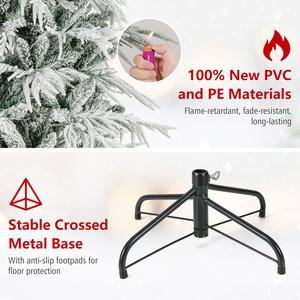 100% New PVC
and PE Materials
Flame-retardant, fade-resistant,
long-lasting
Stable Crossed
Metal Base
With anti-slip footpads for
floor protection